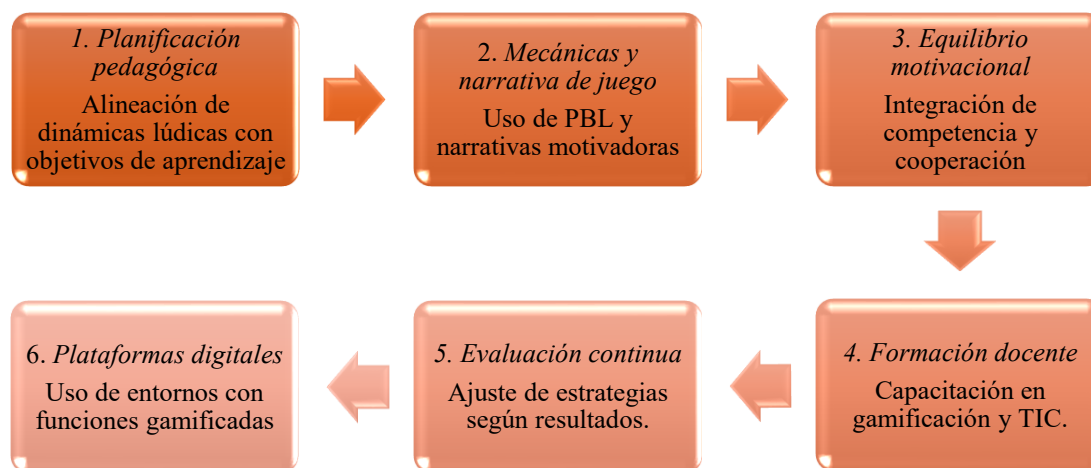 1. Planificación
pedagógica
Alineación de
dinámicas lúdicas con
objetivos de aprendizaje
2. Mecánicas y
narrativa de juego
Uso de PBL y
narrativas motivadoras
3. Equilibrio
motivacional
Integración de
competencia y
cooperación
4. Formación docente
Capacitación en
gamificación y TIC.
5. Evaluación continua
Ajuste de estrategias
según resultados.
6. Plataformas digitales
Uso de entornos con
funciones gamificadas